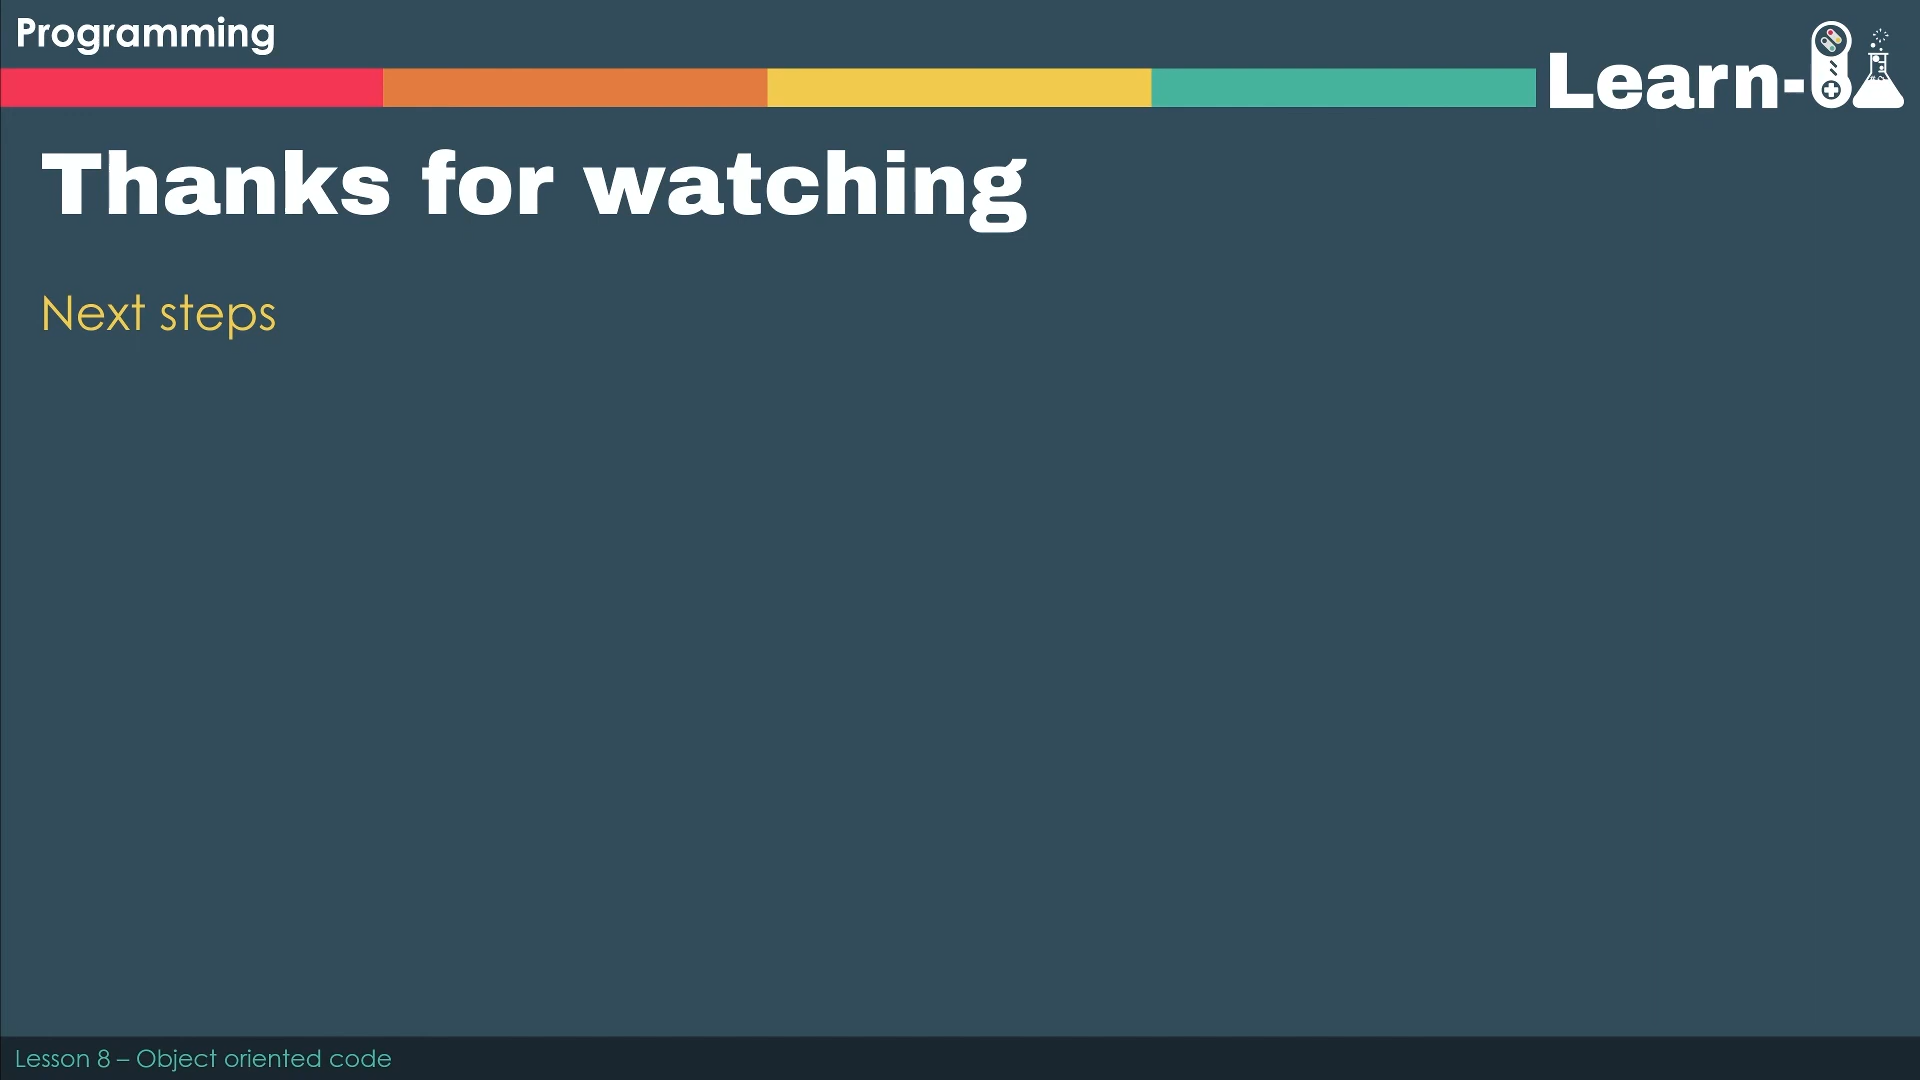 Programming
Learn-
Thanks for watching
Next steps
Lesson 8 – Object oriented code